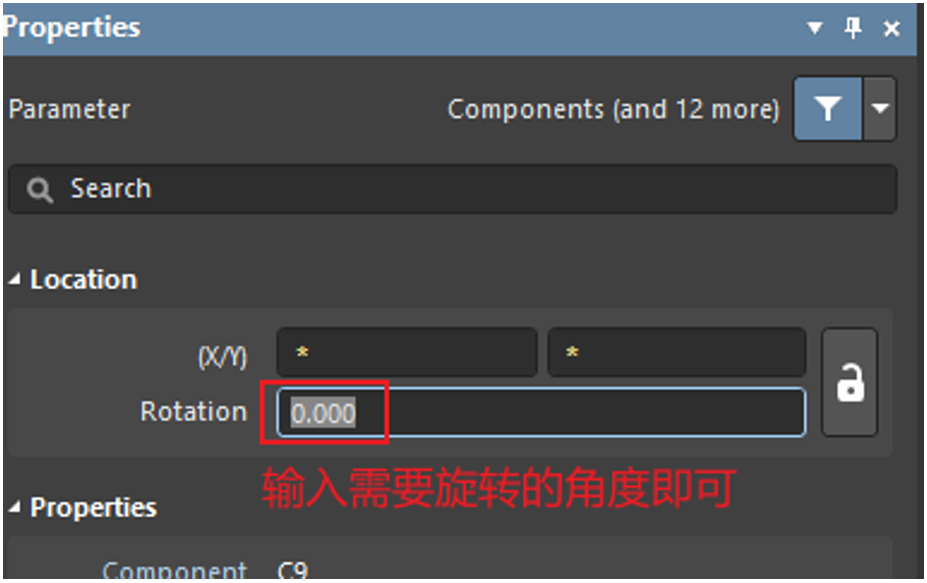 Properties
Parameter Components (and 12 more)
Search
Location
(X/Y) * *
Rotation 0.000
输入需要旋转的角度即可
Properties
Component C9